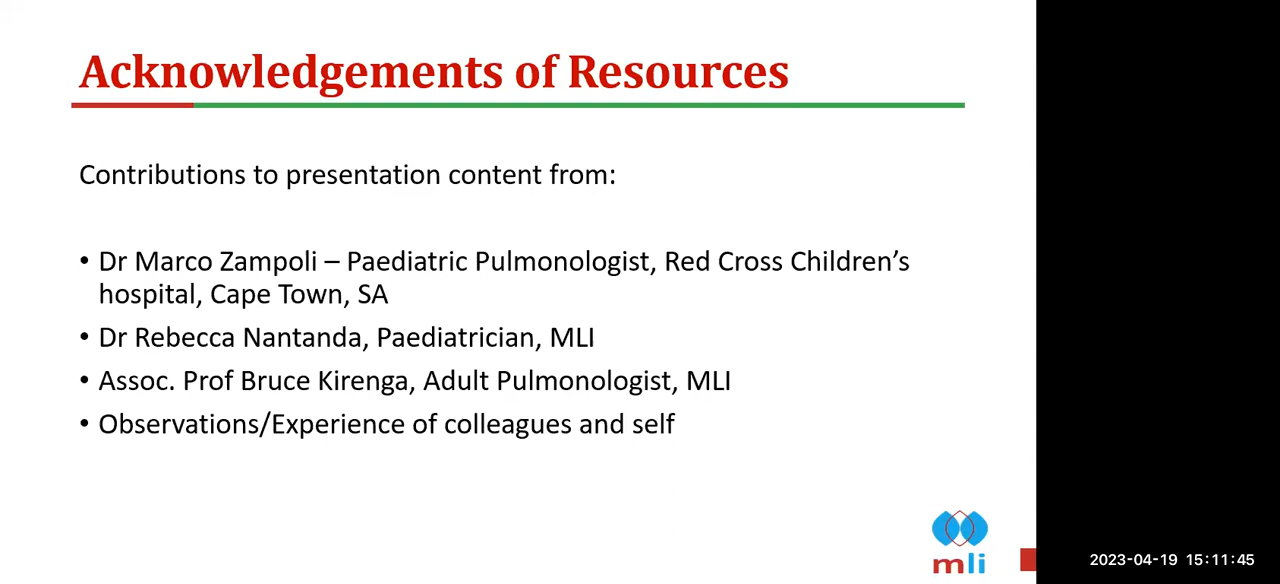 Acknowledgements of Resources
Contributions to presentation content from:
• Dr Marco Zampoli – Paediatric Pulmonologist, Red Cross Children’s
hospital, Cape Town, SA
• Dr Rebecca Nantanda, Paediatrician, MLI
• Assoc. Prof Bruce Kirenga, Adult Pulmonologist, MLI
• Observations/Experience of colleagues and self
mli
2023-04-19 15:11:45